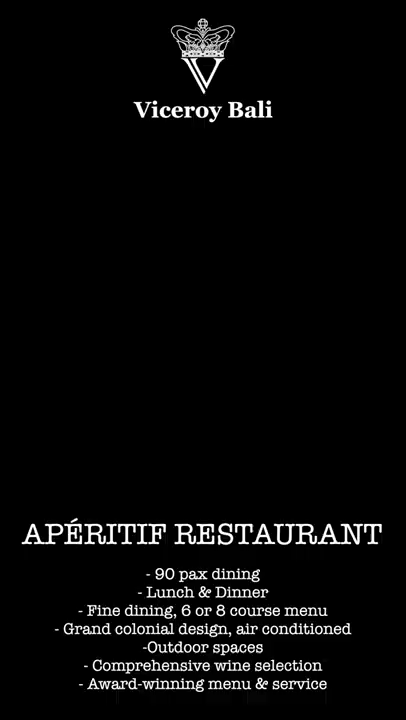 V
Viceroy Bali
APÉRITIF RESTAURANT
- 90 pax dining
- Lunch & Dinner
- Fine dining, 6 or 8 course menu
- Grand colonial design, air conditioned
-Outdoor spaces
- Comprehensive wine selection
- Award-winning menu & service